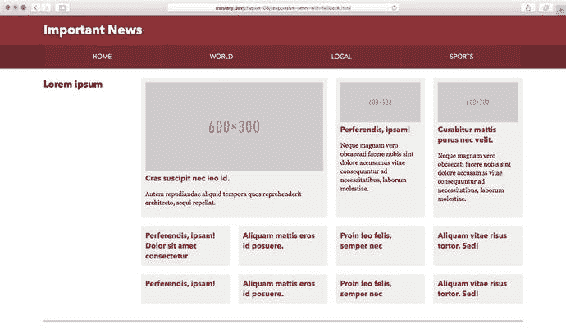 Important News
HOME
WORLD
LOCAL
SPORTS
Lorem ipsum
600×300
Cras suscipit nec leo id.
Autem repudiandae aliquid tempora quos reprehenderit
architecto, sequi repellat.
600×300
Perferendis, ipsam!
Neque magnam vero
obcaecati facere nobis sint
dolore accusamus vitae
consequuntur ad
necessitatibus, laborum
molestiae.
600×300
Curabitur mattis
purus nec velit.
Neque magnam vero
obcaecati facere nobis sint
dolore accusamus vitae
consequuntur ad
necessitatibus, laborum
molestiae.
Perferendis, ipsam!
Dolor sit amet
consectetur
Aliquam mattis eros
id posuere.
Proin leo felis,
semper nec
Aliquam vitae risus
tortor. Sed!
Perferendis, ipsam!
Aliquam mattis eros
id posuere.
Proin leo felis,
semper nec
Aliquam vitae risus
tortor. Sed!